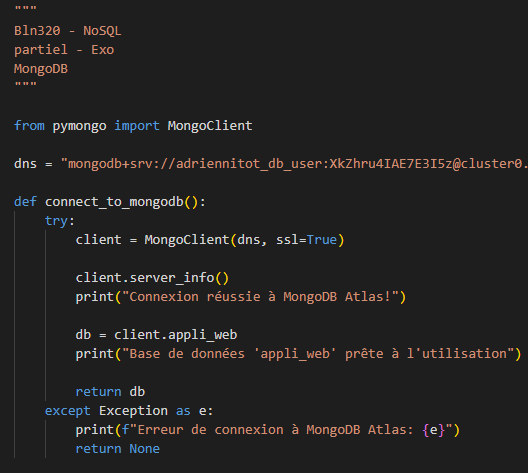 """
Bln320 - NoSQL
partiel - Exo
MongoDB
"""
from pymongo import MongoClient
dns = "mongodb+srv://adriennitot_db_user:XkZhru4IAE7E3I5z@cluster0.
def connect_to_mongodb():
try:
client = MongoClient(dns, ssl=True)
client.server_info()
print("Connexion réussie à MongoDB Atlas!")
db = client.appli_web
print("Base de données 'appli_web' prête à l'utilisation")
return db
except Exception as e:
print(f"Erreur de connexion à MongoDB Atlas: {e}")
return None